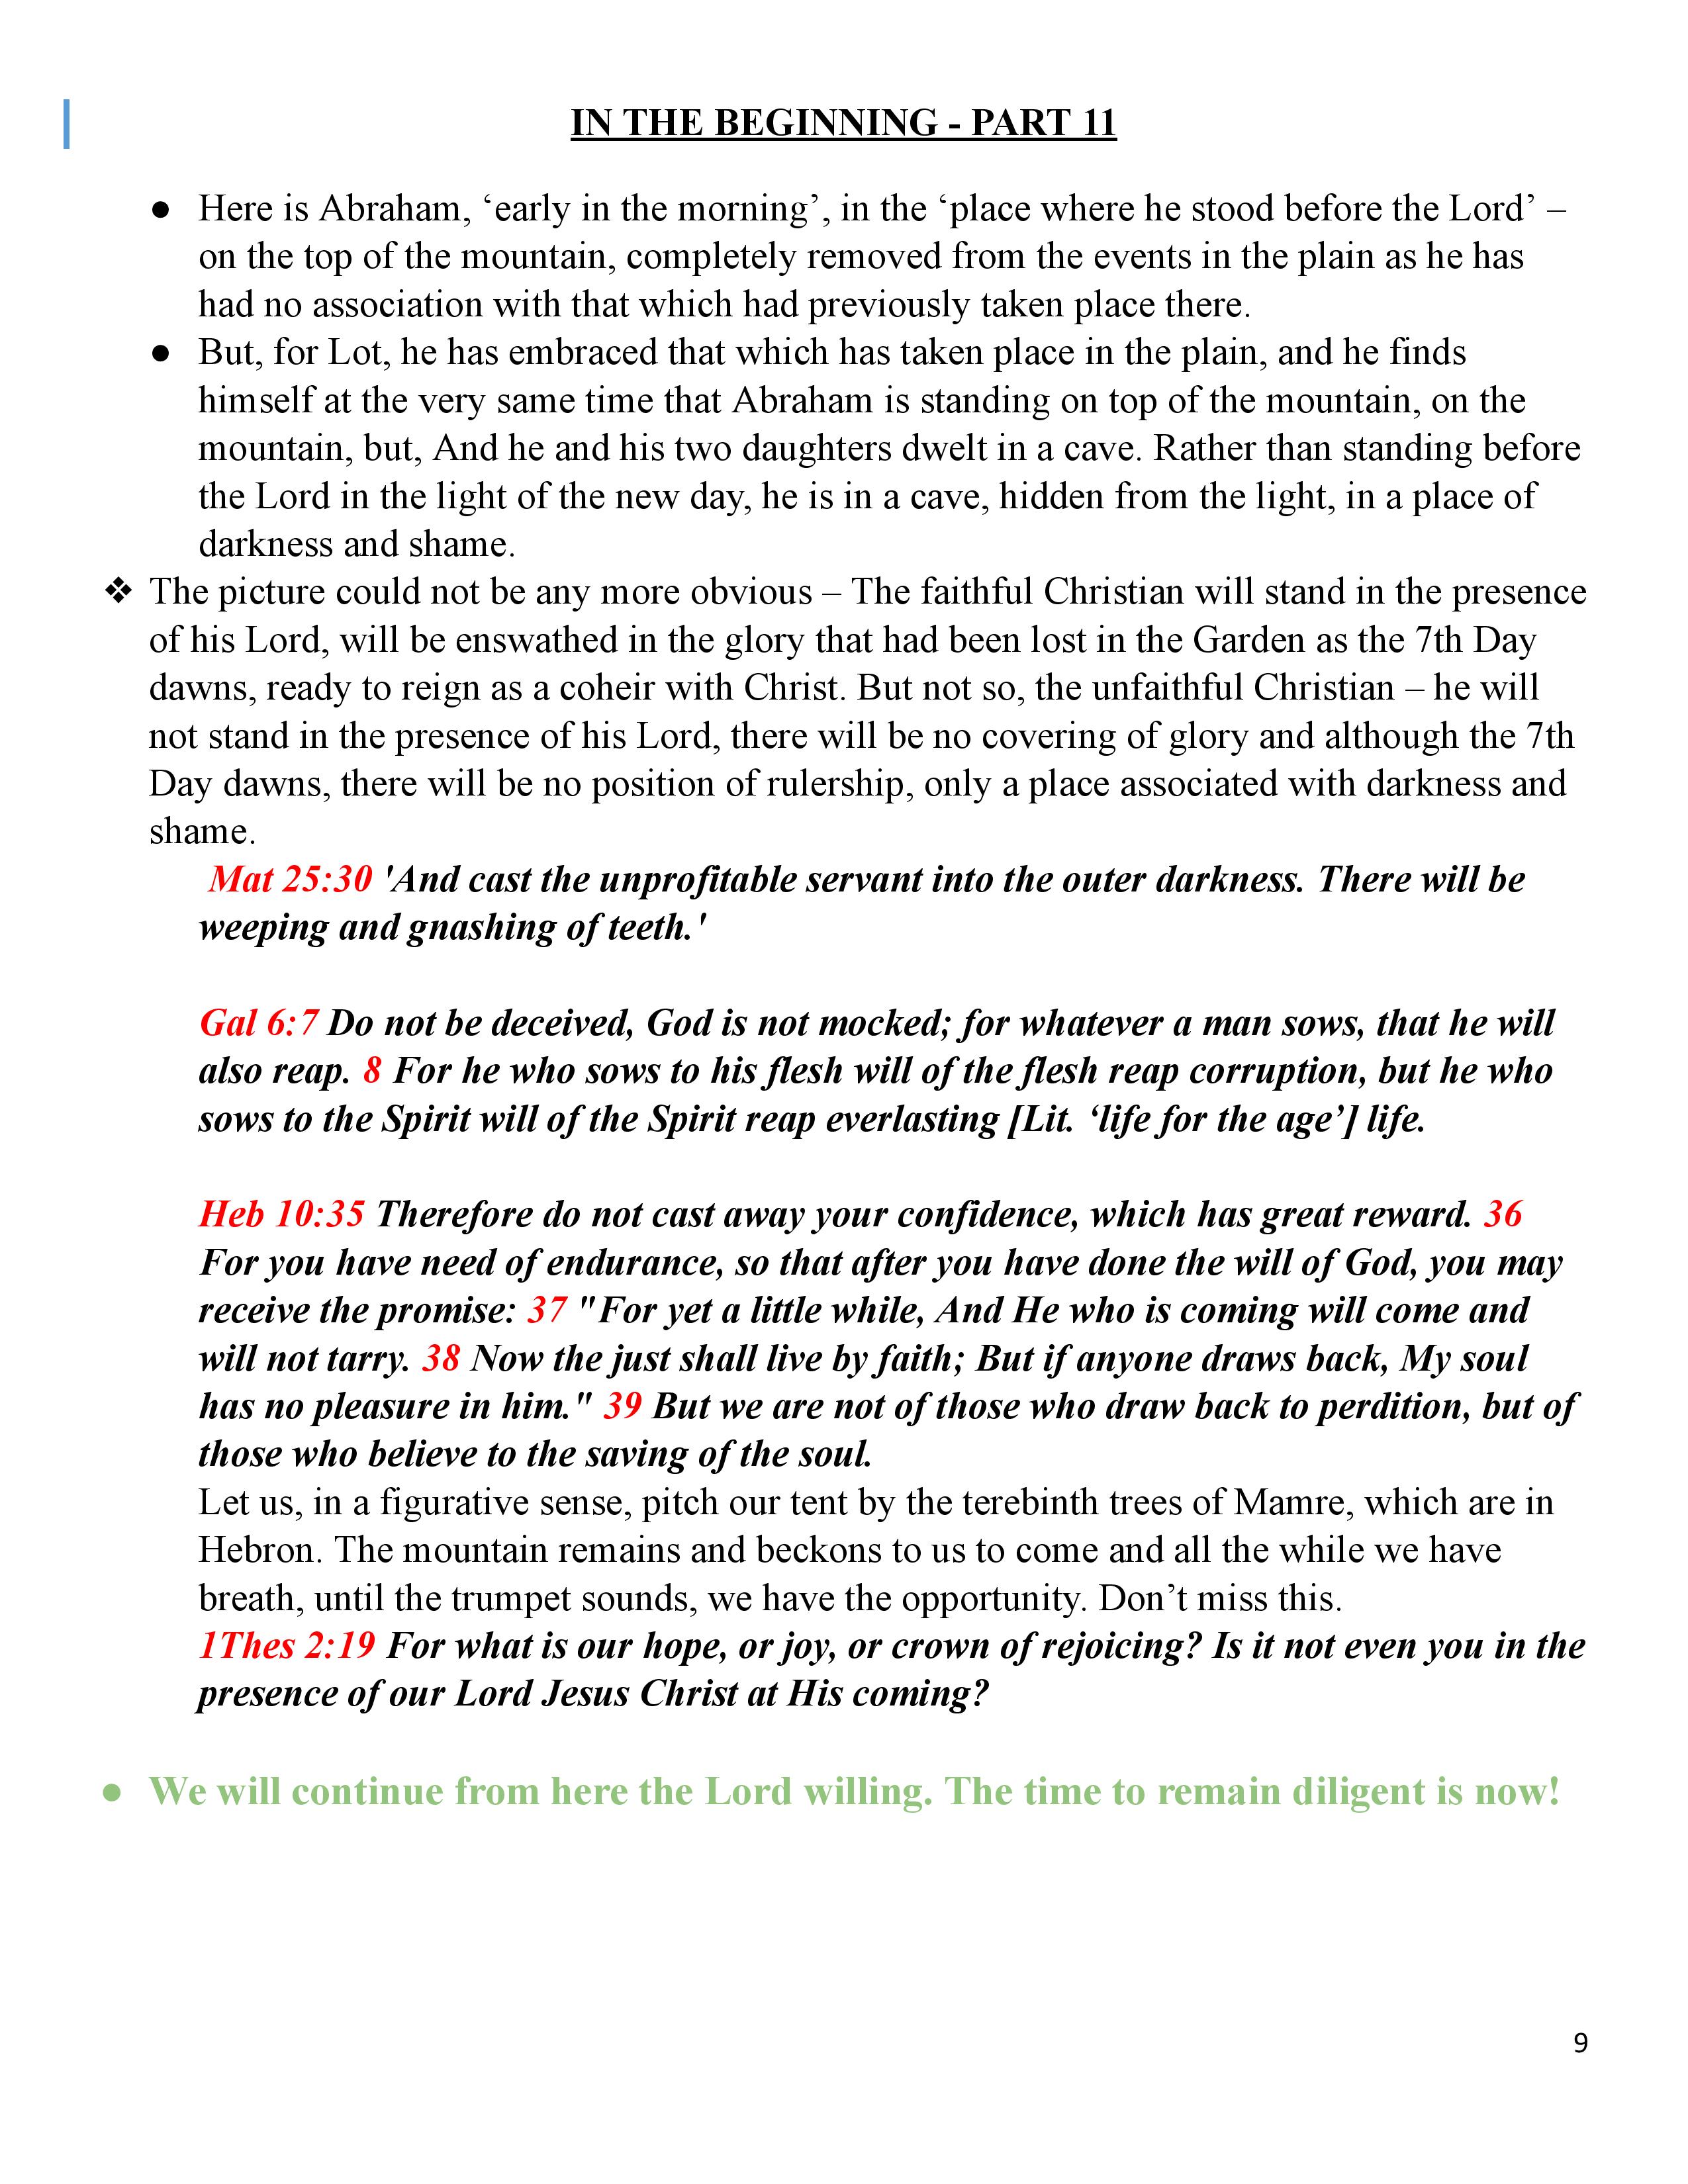 IN THE BEGINNING - PART 11
● Here is Abraham, ‘early in the morning’, in the ‘place where he stood before the Lord’ –
on the top of the mountain, completely removed from the events in the plain as he has
had no association with that which had previously taken place there.
● But, for Lot, he has embraced that which has taken place in the plain, and he finds
himself at the very same time that Abraham is standing on top of the mountain, on the
mountain, but, And he and his two daughters dwelt in a cave. Rather than standing before
the Lord in the light of the new day, he is in a cave, hidden from the light, in a place of
darkness and shame.
❖ The picture could not be any more obvious – The faithful Christian will stand in the presence
of his Lord, will be enswathed in the glory that had been lost in the Garden as the 7th Day
dawns, ready to reign as a coheir with Christ. But not so, the unfaithful Christian – he will
not stand in the presence of his Lord, there will be no covering of glory and although the 7th
Day dawns, there will be no position of rulership, only a place associated with darkness and
shame.
Mat 25:30 'And cast the unprofitable servant into the outer darkness. There will be
weeping and gnashing of teeth.'
Gal 6:7 Do not be deceived, God is not mocked; for whatever a man sows, that he will
also reap. 8 For he who sows to his flesh will of the flesh reap corruption, but he who
sows to the Spirit will of the Spirit reap everlasting [Lit. ‘life for the age’] life.
Heb 10:35 Therefore do not cast away your confidence, which has great reward. 36
For you have need of endurance, so that after you have done the will of God, you may
receive the promise: 37 "For yet a little while, And He who is coming will come and
will not tarry. 38 Now the just shall live by faith; But if anyone draws back, My soul
has no pleasure in him." 39 But we are not of those who draw back to perdition, but of
those who believe to the saving of the soul.
Let us, in a figurative sense, pitch our tent by the terebinth trees of Mamre, which are in
Hebron. The mountain remains and beckons to us to come and all the while we have
breath, until the trumpet sounds, we have the opportunity. Don’t miss this.
1Thes 2:19 For what is our hope, or joy, or crown of rejoicing? Is it not even you in the
presence of our Lord Jesus Christ at His coming?
● We will continue from here the Lord willing. The time to remain diligent is now!
9